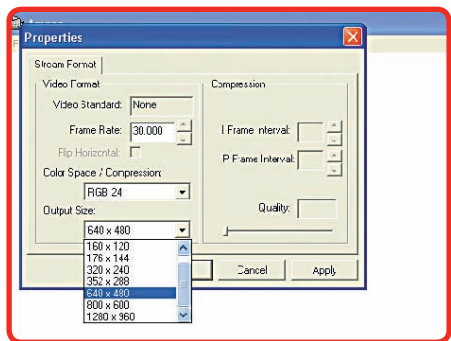 Properties
Stream Format
Video Format
Video Standard: None
Frame Rate: 30.000
Flip Horizontal:
Color Space / Compression:
RGB 24
Output Size:
640 x 480
160 x 120
176 x 144
320 x 240
352 x 288
640 x 480
800 x 600
1280 x 960
Compression
I Frame Interval:
P Frame Interval:
Quality:
Cancel
Apply